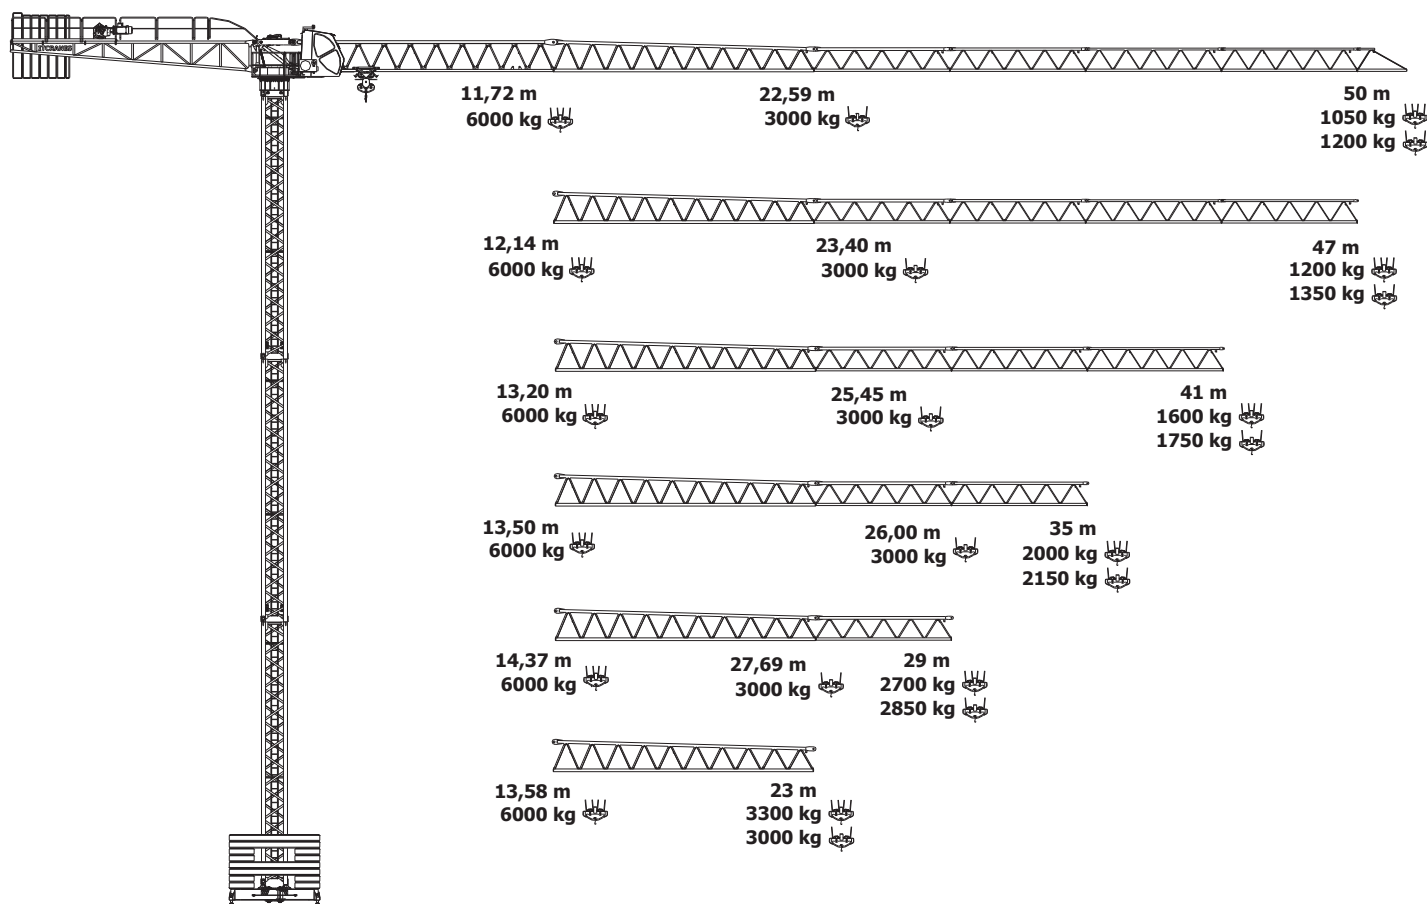 JTCRANES
11,72 m
6000 kg
22,59 m
3000 kg
50 m
1050 kg
1200 kg
12,14 m
6000 kg
23,40 m
3000 kg
47 m
1200 kg
1350 kg
13,20 m
6000 kg
25,45 m
3000 kg
41 m
1600 kg
1750 kg
13,50 m
6000 kg
26,00 m
3000 kg
35 m
2000 kg
2150 kg
14,37 m
6000 kg
27,69 m
3000 kg
29 m
2700 kg
2850 kg
13,58 m
6000 kg
23 m
3300 kg
3000 kg